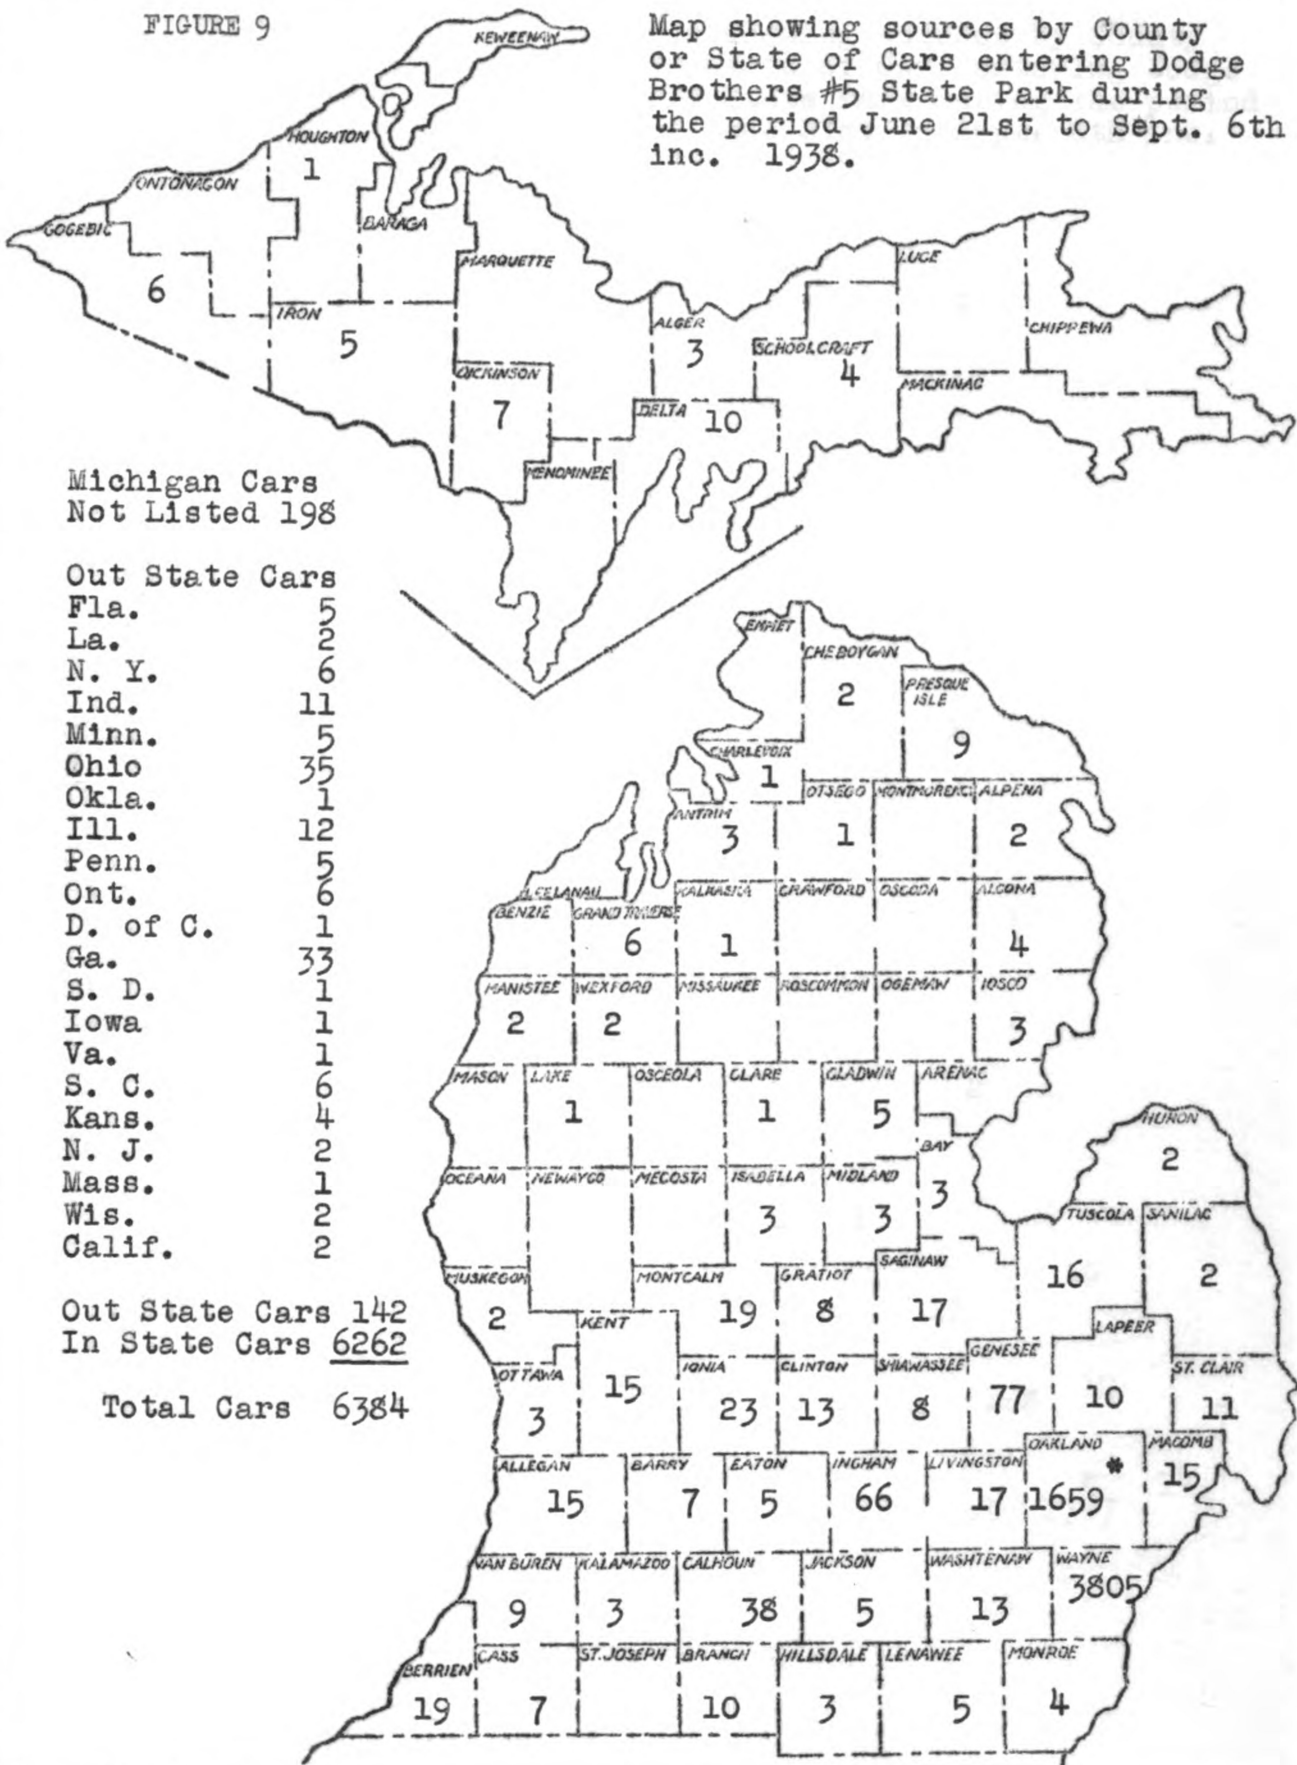 FIGURE 9
Map showing sources by County
or State of Cars entering Dodge
Brothers #5 State Park during
the period June 21st to Sept. 6th
inc. 1938.
KEWEENAW
HOUGHTON
1
ONTONAGON
GOGEBIC
6
BARAGA
MARQUETTE
IRON
5
DICKINSON
7
MENOMINEE
ALGER
3
DELTA
10
SCHOOLCRAFT
4
LUCE
CHIPPEWA
MACKINAC
Michigan Cars
Not Listed 198
Out State Cars
Fla. 5
La. 2
N. Y. 6
Ind. 11
Minn. 5
Ohio 35
Okla. 1
Ill. 12
Penn. 5
Ont. 6
D. of C. 1
Ga. 33
S. D. 1
Iowa 1
Va. 1
S. C. 6
Kans. 4
N. J. 2
Mass. 1
Wis. 2
Calif. 2
Out State Cars 142
In State Cars 6262
Total Cars 6384
EMMET
CHEBOYGAN
2
PRESQUE
ISLE
9
CHARLEVOIX
1
ANTRIM
3
OTSEGO
1
MONTMORENCI
ALPENA
2
LEELANAU
BENZIE
GRAND TRAVERSE
6
KALKASKA
1
CRAWFORD
OSCODA
ALCONA
4
MANISTEE
2
WEXFORD
2
MISSAUKEE
ROSCOMMON
OGEMAW
IOSCO
3
MASON
LAKE
1
OSCEOLA
CLARE
1
GLADWIN
5
ARENAC
BAY
3
HURON
2
OCEANA
NEWAYGO
MECOSTA
ISABELLA
3
MIDLAND
3
TUSCOLA
16
SANILAC
2
MUSKEGON
2
MONTCALM
19
GRATIOT
8
SAGINAW
17
KENT
15
LAPEER
10
OTTAWA
3
IONIA
23
CLINTON
13
SHIAWASSEE
8
GENESEE
77
ST. CLAIR
11
ALLEGAN
15
BARRY
7
EATON
5
INGHAM
66
LIVINGSTON
17
OAKLAND
*
1659
MACOMB
15
VAN BUREN
9
KALAMAZOO
3
CALHOUN
38
JACKSON
5
WASHTENAW
13
WAYNE
3805
BERRIEN
19
CASS
7
ST. JOSEPH
BRANCH
10
HILLSDALE
3
LENAWEE
5
MONROE
4